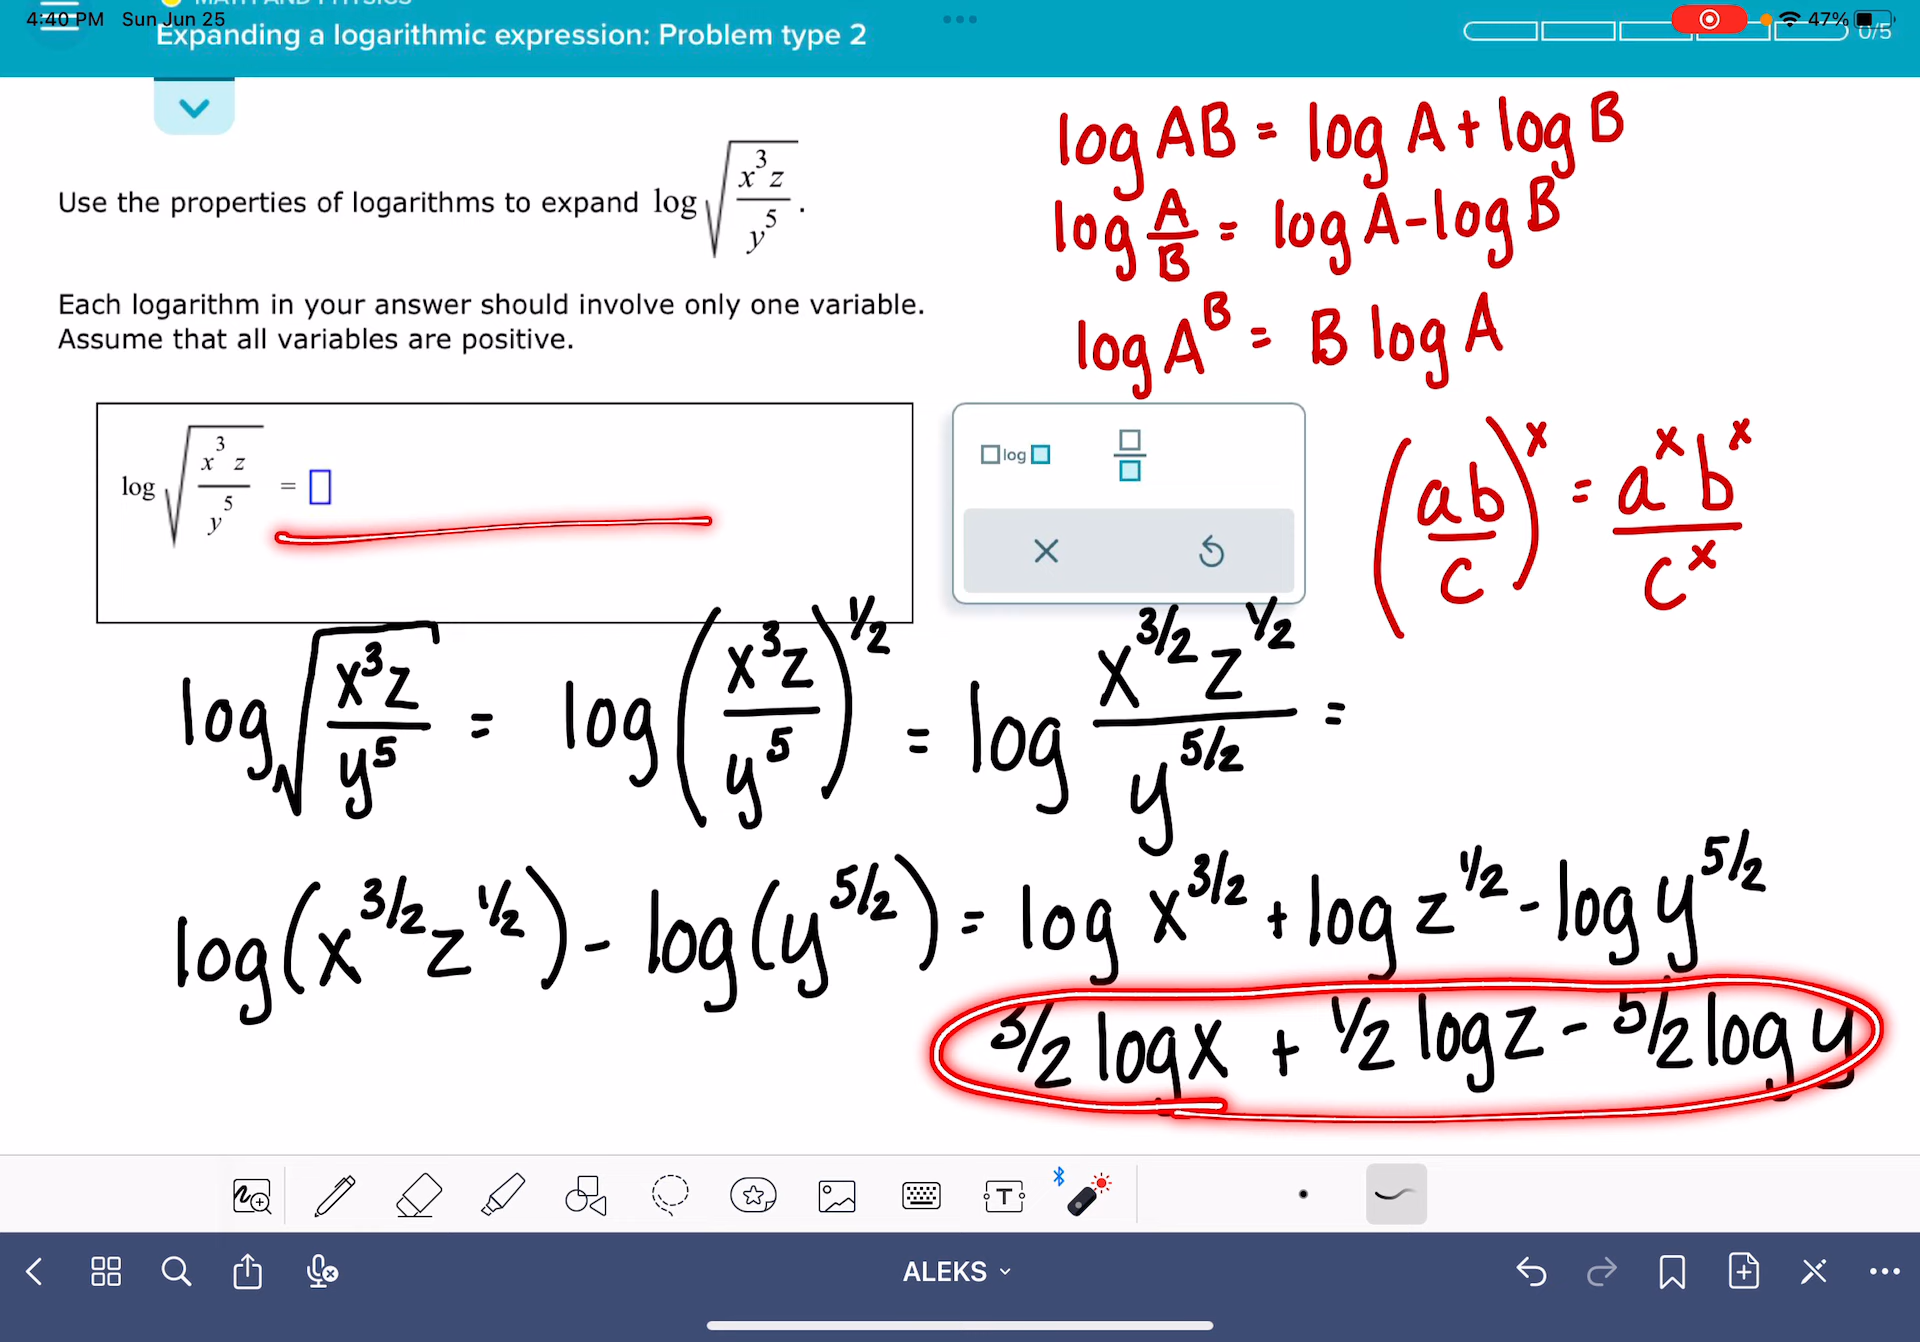 4:40 PM Sun Jun 25
47%
Expanding a logarithmic expression: Problem type 2
0/5
Use the properties of logarithms to expand log √(x³z / y⁵).
Each logarithm in your answer should involve only one variable.
Assume that all variables are positive.
log AB = log A + log B
log A/B = log A - log B
log A^B = B log A
log √(x³z / y⁵) = □
□log□ □/□
(ab/c)^x = a^x b^x / c^x
log √(x³z / y⁵) = log (x³z / y⁵)^1/2 = log x^3/2 z^1/2 / y^5/2 =
log(x^3/2 z^1/2) - log(y^5/2) = log x^3/2 + log z^1/2 - log y^5/2
3/2 log x + 1/2 log z - 5/2 log y
T
ALEKS